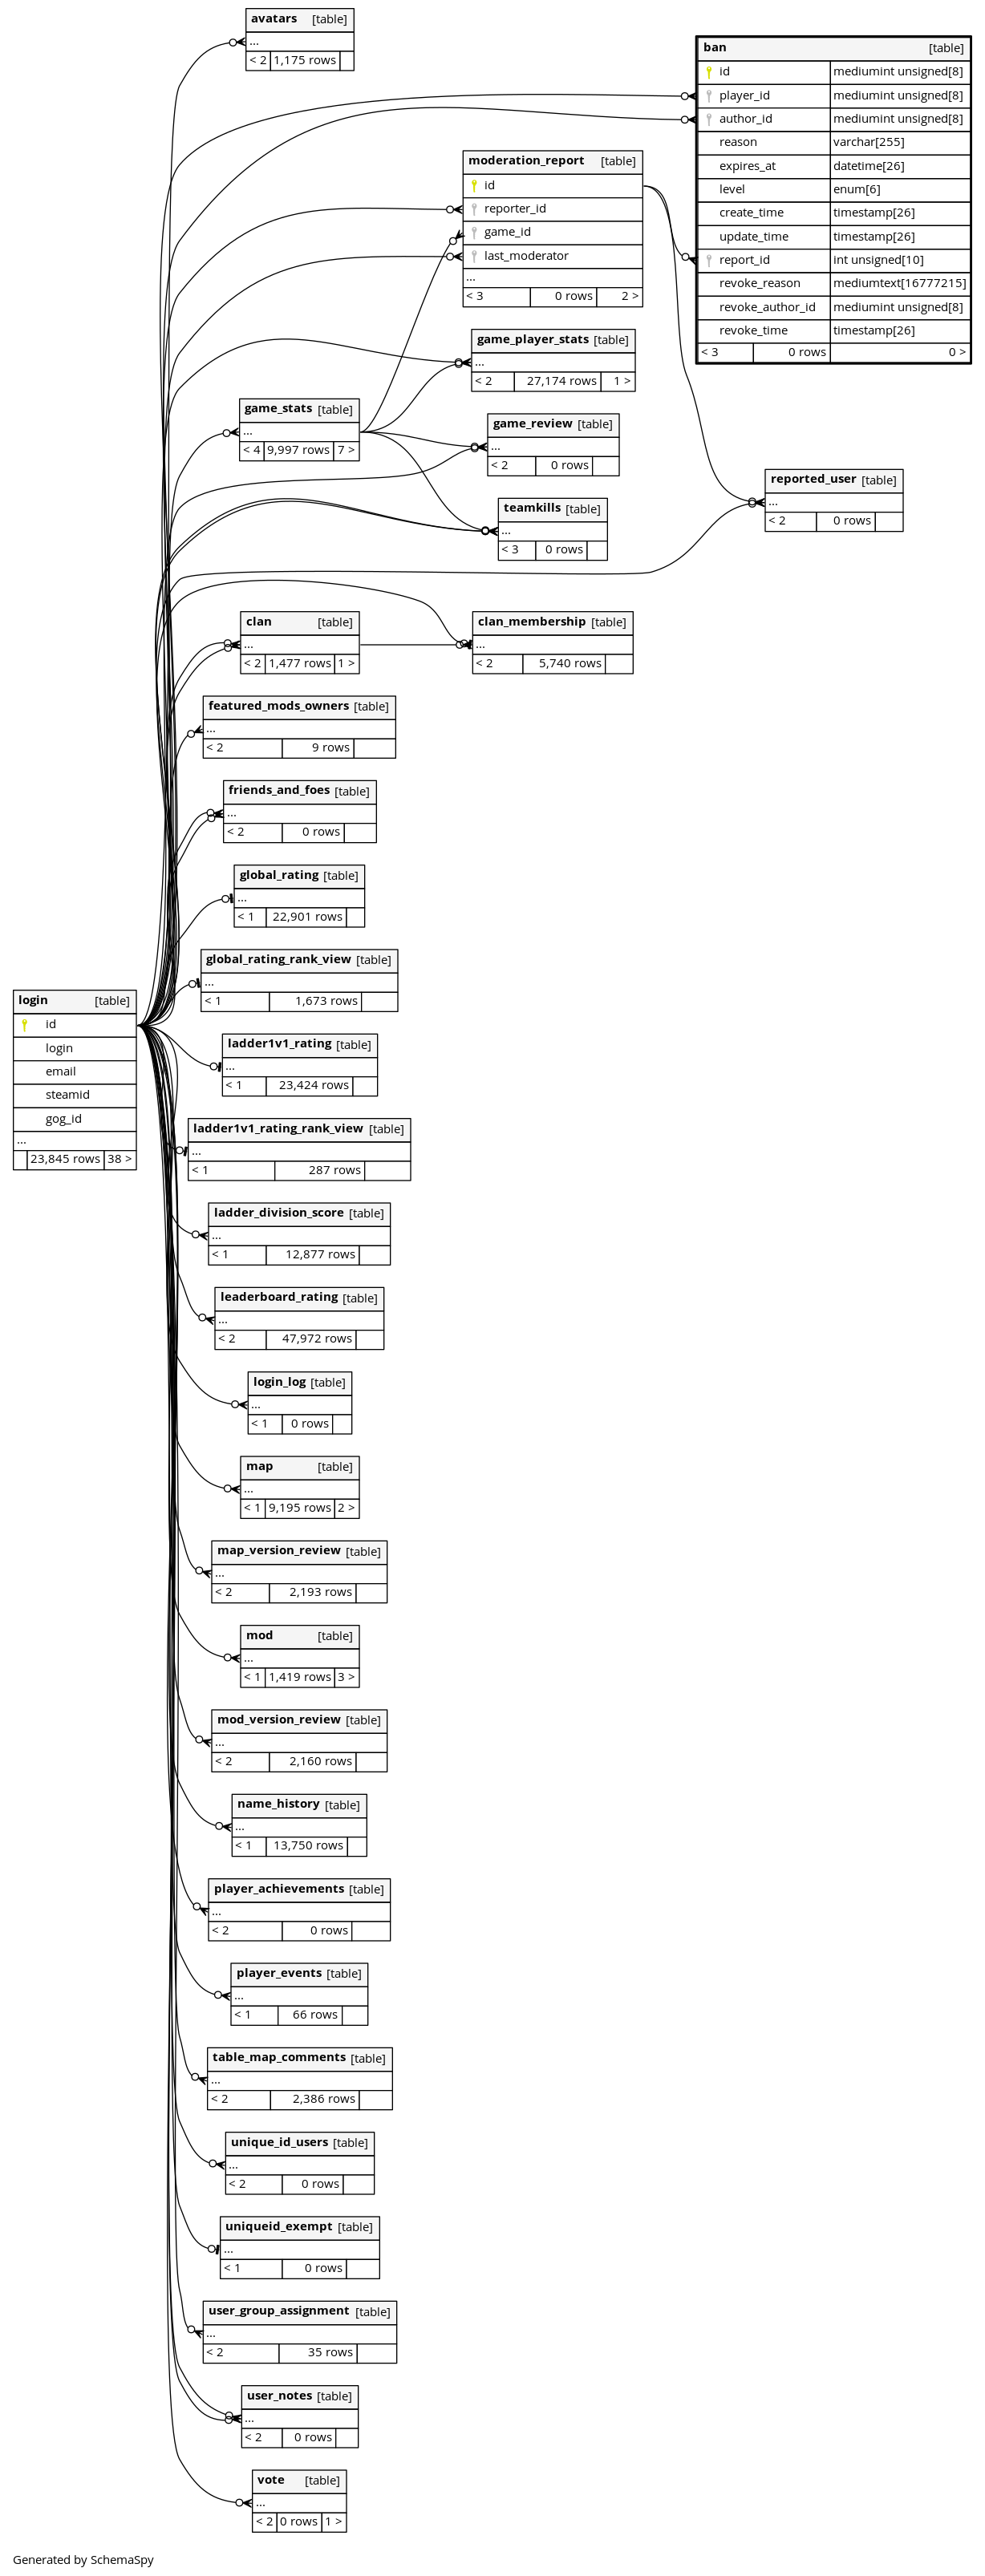 avatars [table]
...
< 2 1,175 rows
ban [table]
id mediumint unsigned[8]
player_id mediumint unsigned[8]
author_id mediumint unsigned[8]
reason varchar[255]
expires_at datetime[26]
level enum[6]
create_time timestamp[26]
update_time timestamp[26]
report_id int unsigned[10]
revoke_reason mediumtext[16777215]
revoke_author_id mediumint unsigned[8]
revoke_time timestamp[26]
< 3 0 rows 0 >
moderation_report [table]
id
reporter_id
game_id
last_moderator
...
< 3 0 rows 2 >
game_player_stats [table]
...
< 2 27,174 rows 1 >
game_stats [table]
...
< 4 9,997 rows 7 >
game_review [table]
...
< 2 0 rows
reported_user [table]
...
< 2 0 rows
teamkills [table]
...
< 3 0 rows
clan [table]
...
< 2 1,477 rows 1 >
clan_membership [table]
...
< 2 5,740 rows
featured_mods_owners [table]
...
< 2 9 rows
friends_and_foes [table]
...
< 2 0 rows
global_rating [table]
...
< 1 22,901 rows
global_rating_rank_view [table]
...
< 1 1,673 rows
login [table]
id
login
email
steamid
gog_id
...
23,845 rows 38 >
ladder1v1_rating [table]
...
< 1 23,424 rows
ladder1v1_rating_rank_view [table]
...
< 1 287 rows
ladder_division_score [table]
...
< 1 12,877 rows
leaderboard_rating [table]
...
< 2 47,972 rows
login_log [table]
...
< 1 0 rows
map [table]
...
< 1 9,195 rows 2 >
map_version_review [table]
...
< 2 2,193 rows
mod [table]
...
< 1 1,419 rows 3 >
mod_version_review [table]
...
< 2 2,160 rows
name_history [table]
...
< 1 13,750 rows
player_achievements [table]
...
< 2 0 rows
player_events [table]
...
< 1 66 rows
table_map_comments [table]
...
< 2 2,386 rows
unique_id_users [table]
...
< 2 0 rows
uniqueid_exempt [table]
...
< 1 0 rows
user_group_assignment [table]
...
< 2 35 rows
user_notes [table]
...
< 2 0 rows
vote [table]
...
< 2 0 rows 1 >
Generated by SchemaSpy